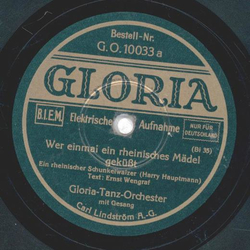 Bestell-Nr.
G.O. 10033 a
GLORIA
B.I.E.M. Elektrische Aufnahme NUR FÜR DEUTSCHLAND
(Bi 35)
Wer einmal ein rheinisches Mädel
geküßt
Ein rheinischer Schunkelwalzer (Harry Hauptmann)
Text: Ernst Wengraf
Gloria-Tanz-Orchester
mit Gesang
Carl Lindström A.-G.